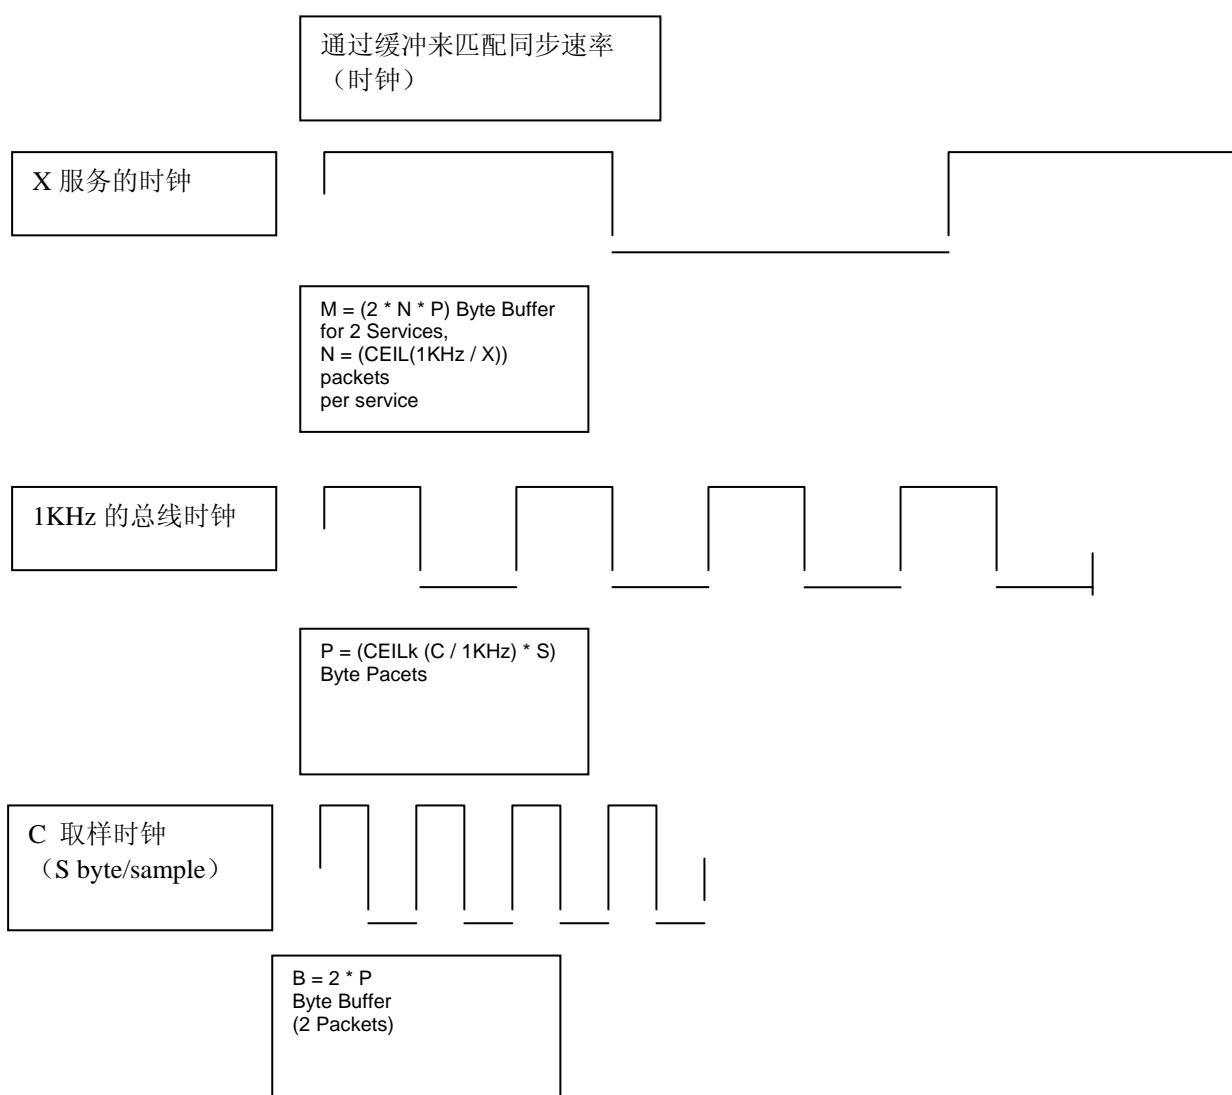 通过缓冲来匹配同步速率
（时钟）
X 服务的时钟
M = (2 * N * P) Byte Buffer
for 2 Services,
N = (CEIL(1KHz / X))
packets
per service
1KHz 的总线时钟
P = (CEILk (C / 1KHz) * S)
Byte Pacets
C 取样时钟
（S byte/sample）
B = 2 * P
Byte Buffer
(2 Packets)